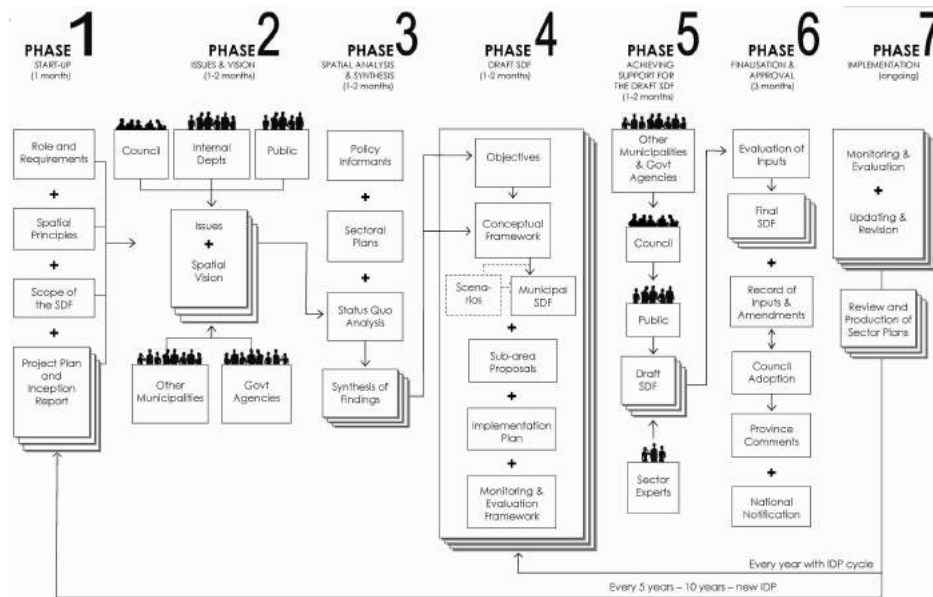 PHASE 1
START-UP
(1 month)
Role and
Requirements
+
Spatial
Principles
+
Scope of
the SDF
+
Project Plan
and
Inception
Report
PHASE 2
ISSUES & VISION
(1-2 months)
Council
Internal
Depts
Public
Issues
+
Spatial
Vision
Other
Municipalities
Govt
Agencies
PHASE 3
SPATIAL ANALYSIS
& SYNTHESIS
(1-2 months)
Policy
Informants
+
Sectoral
Plans
+
Status Quo
Analysis
Synthesis of
Findings
PHASE 4
DRAFT SDF
(1-2 months)
Objectives
Conceptual
Framework
Scena-
rios
Municipal
SDF
+
Sub-area
Proposals
+
Implementation
Plan
+
Monitoring &
Evaluation
Framework
PHASE 5
ACHIEVING
SUPPORT FOR
THE DRAFT SDF
(1-2 months)
Other
Municipalities
& Govt
Agencies
Council
Public
Draft
SDF
Sector
Experts
PHASE 6
FINALISATION &
APPROVAL
(3 months)
Evaluation of
Inputs
+
Final
SDF
+
Record of
Inputs &
Amendments
Council
Adoption
Province
Comments
+
National
Notification
PHASE 7
IMPLEMENTATION
(ongoing)
Monitoring &
Evaluation
+
Updating &
Revision
Review and
Production of
Sector Plans
Every year with IDP cycle
Every 5 years – 10 years – new IDP